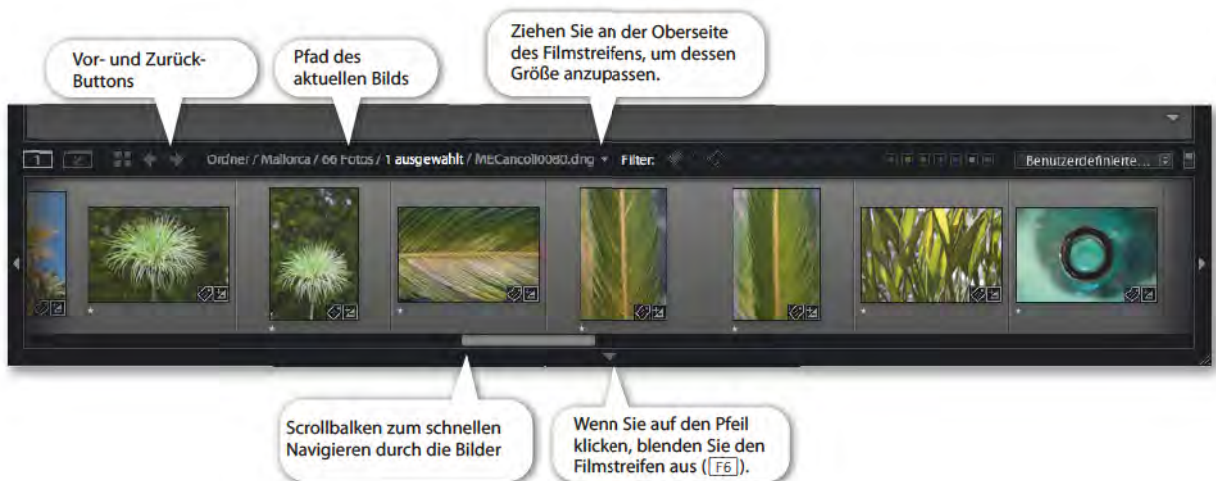 Vor- und Zurück-
Buttons
Pfad des
aktuellen Bilds
Ziehen Sie an der Oberseite
des Filmstreifens, um dessen
Größe anzupassen.
1 2 Ordner / Mallorca / 66 Fotos / 1 ausgewählt / MECancoll0080.dng Filter: Benutzerdefinierte...
Scrollbalken zum schnellen
Navigieren durch die Bilder
Wenn Sie auf den Pfeil
klicken, blenden Sie den
Filmstreifen aus (F6).